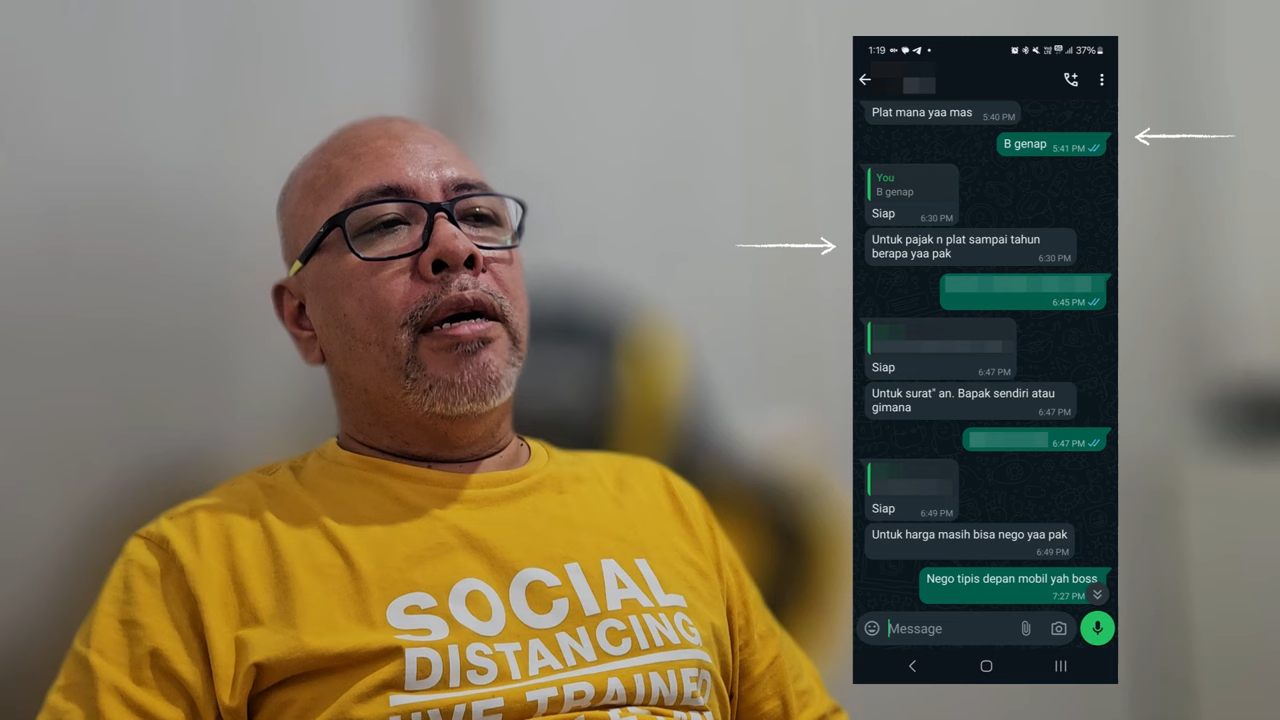 SOCIAL
DISTANCING
1:19
37%
Plat mana yaa mas
5:40 PM
B genap
5:41 PM
You
B genap
Siap
6:30 PM
Untuk pajak n plat sampai tahun
berapa yaa pak
6:30 PM
6:45 PM
Siap
6:47 PM
Untuk surat" an. Bapak sendiri atau
gimana
6:47 PM
6:47 PM
Siap
6:49 PM
Untuk harga masih bisa nego yaa pak
6:49 PM
Nego tipis depan mobil yah boss
7:27 PM
Message